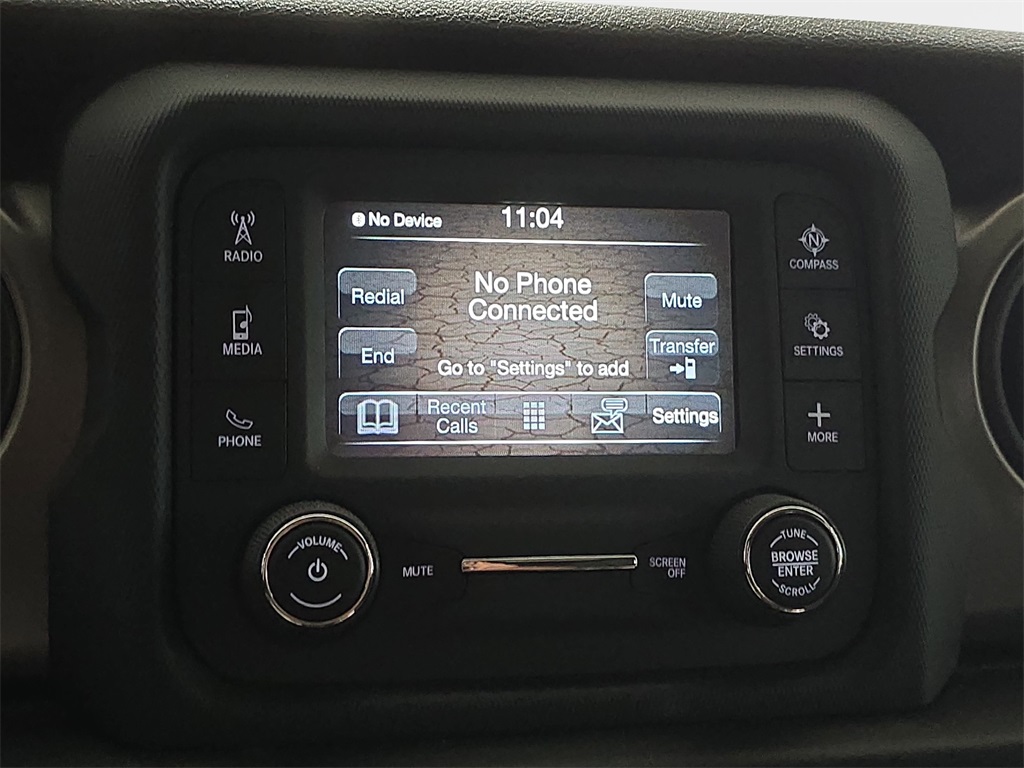 RADIO
MEDIA
PHONE
No Device
11:04
Redial
End
No Phone
Connected
Go to "Settings" to add
Mute
Transfer
Recent
Calls
Settings
N
COMPASS
SETTINGS
MORE
VOLUME
MUTE
SCREEN
OFF
TUNE
BROWSE
ENTER
SCROLL